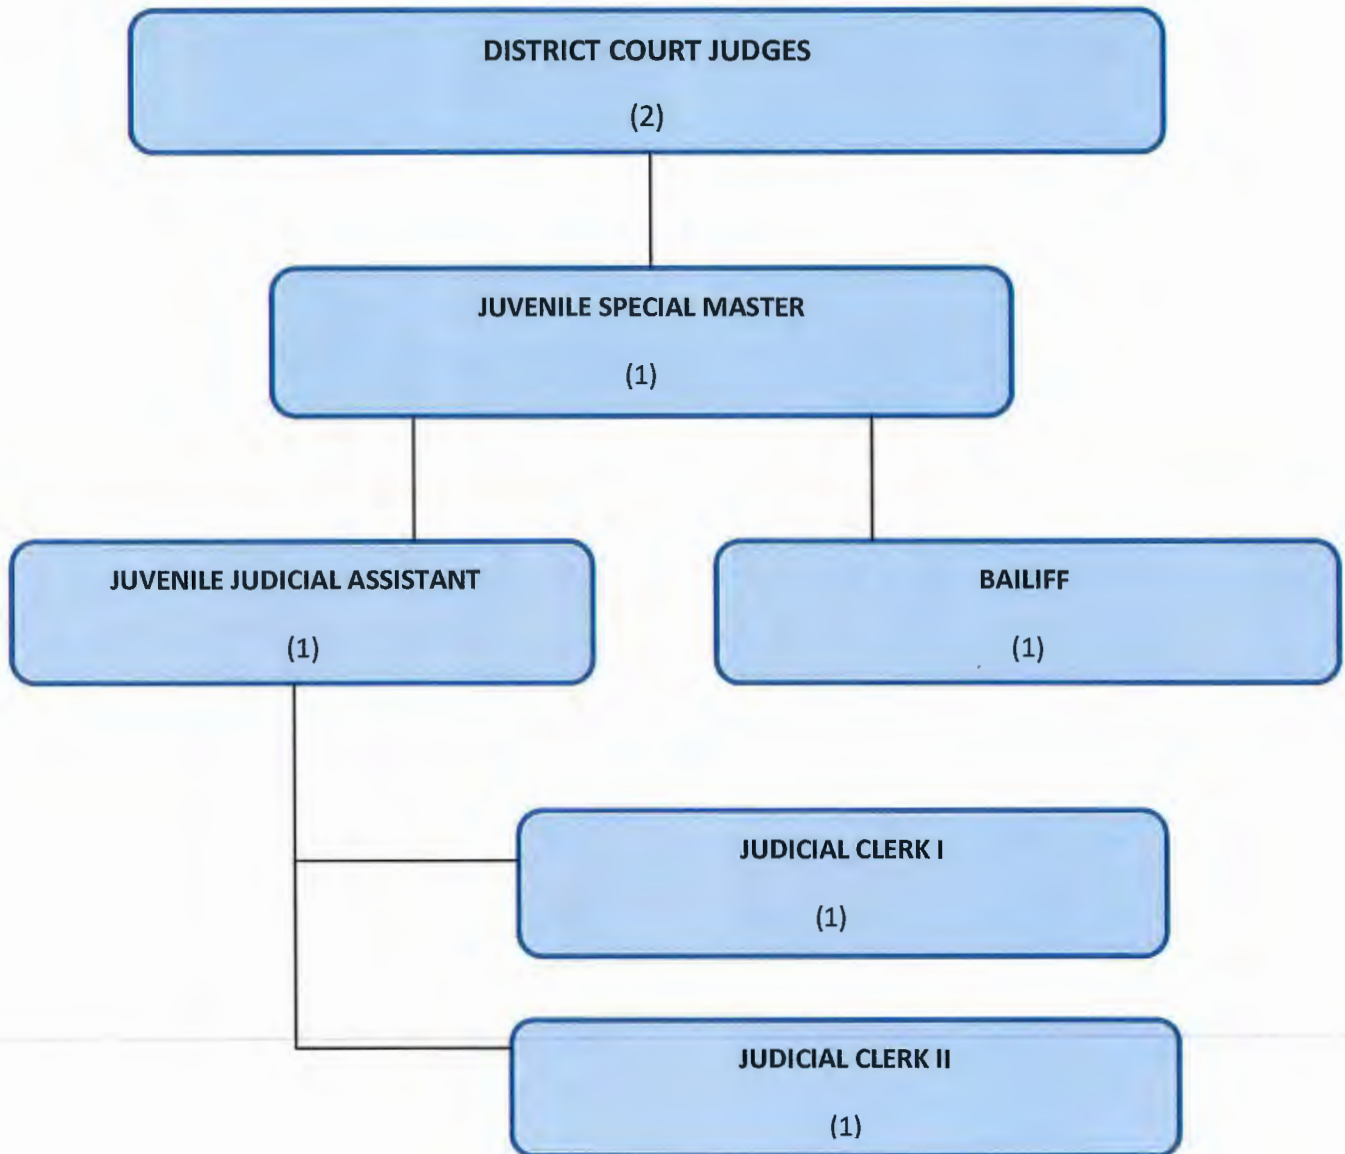 DISTRICT COURT JUDGES
(2)
JUVENILE SPECIAL MASTER
(1)
JUVENILE JUDICIAL ASSISTANT
(1)
BAILIFF
(1)
JUDICIAL CLERK I
(1)
JUDICIAL CLERK II
(1)